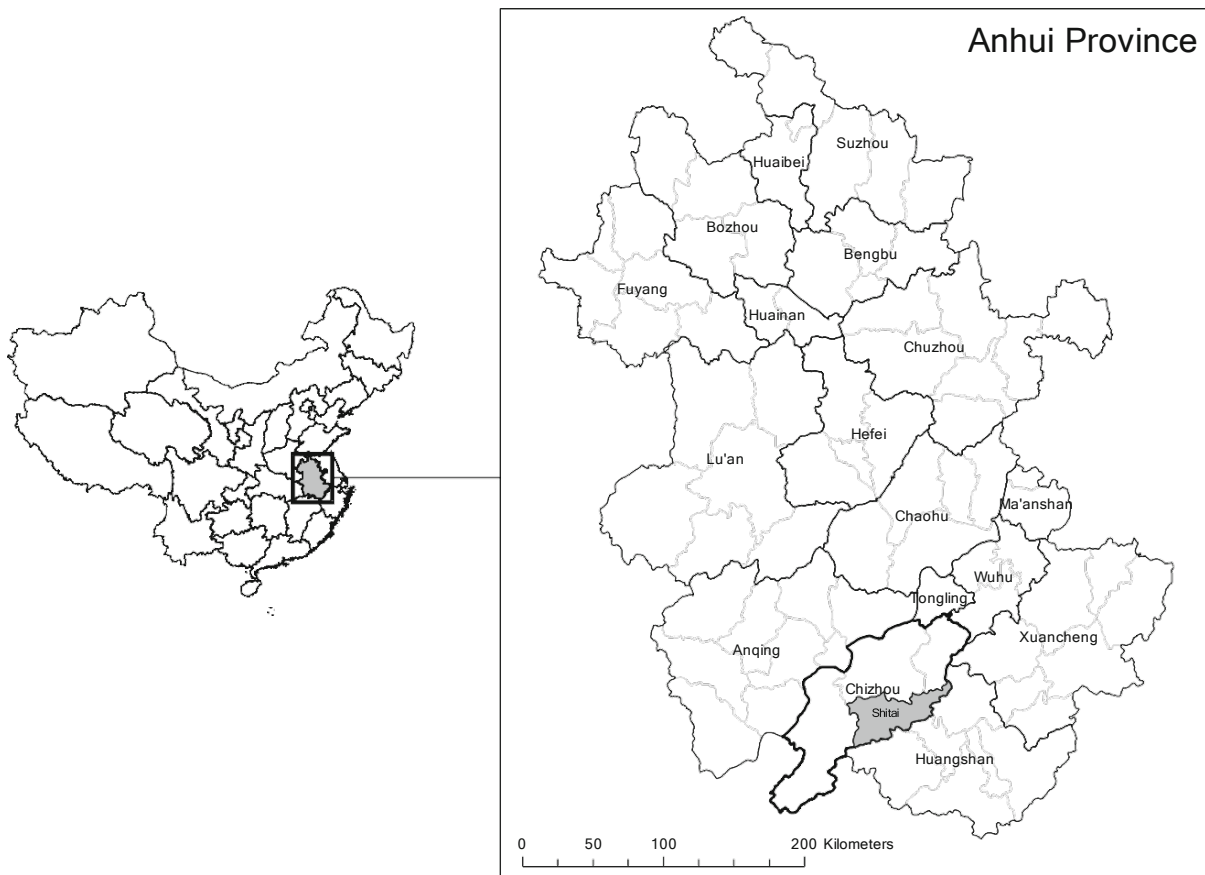 Anhui Province
Suzhou
Huaibei
Bozhou
Bengbu
Fuyang
Huainan
Chuzhou
Hefei
Lu'an
Ma'anshan
Chaohu
Wuhu
Tongling
Xuancheng
Anqing
Chizhou
Shitai
Huangshan
0 50 100 200 Kilometers